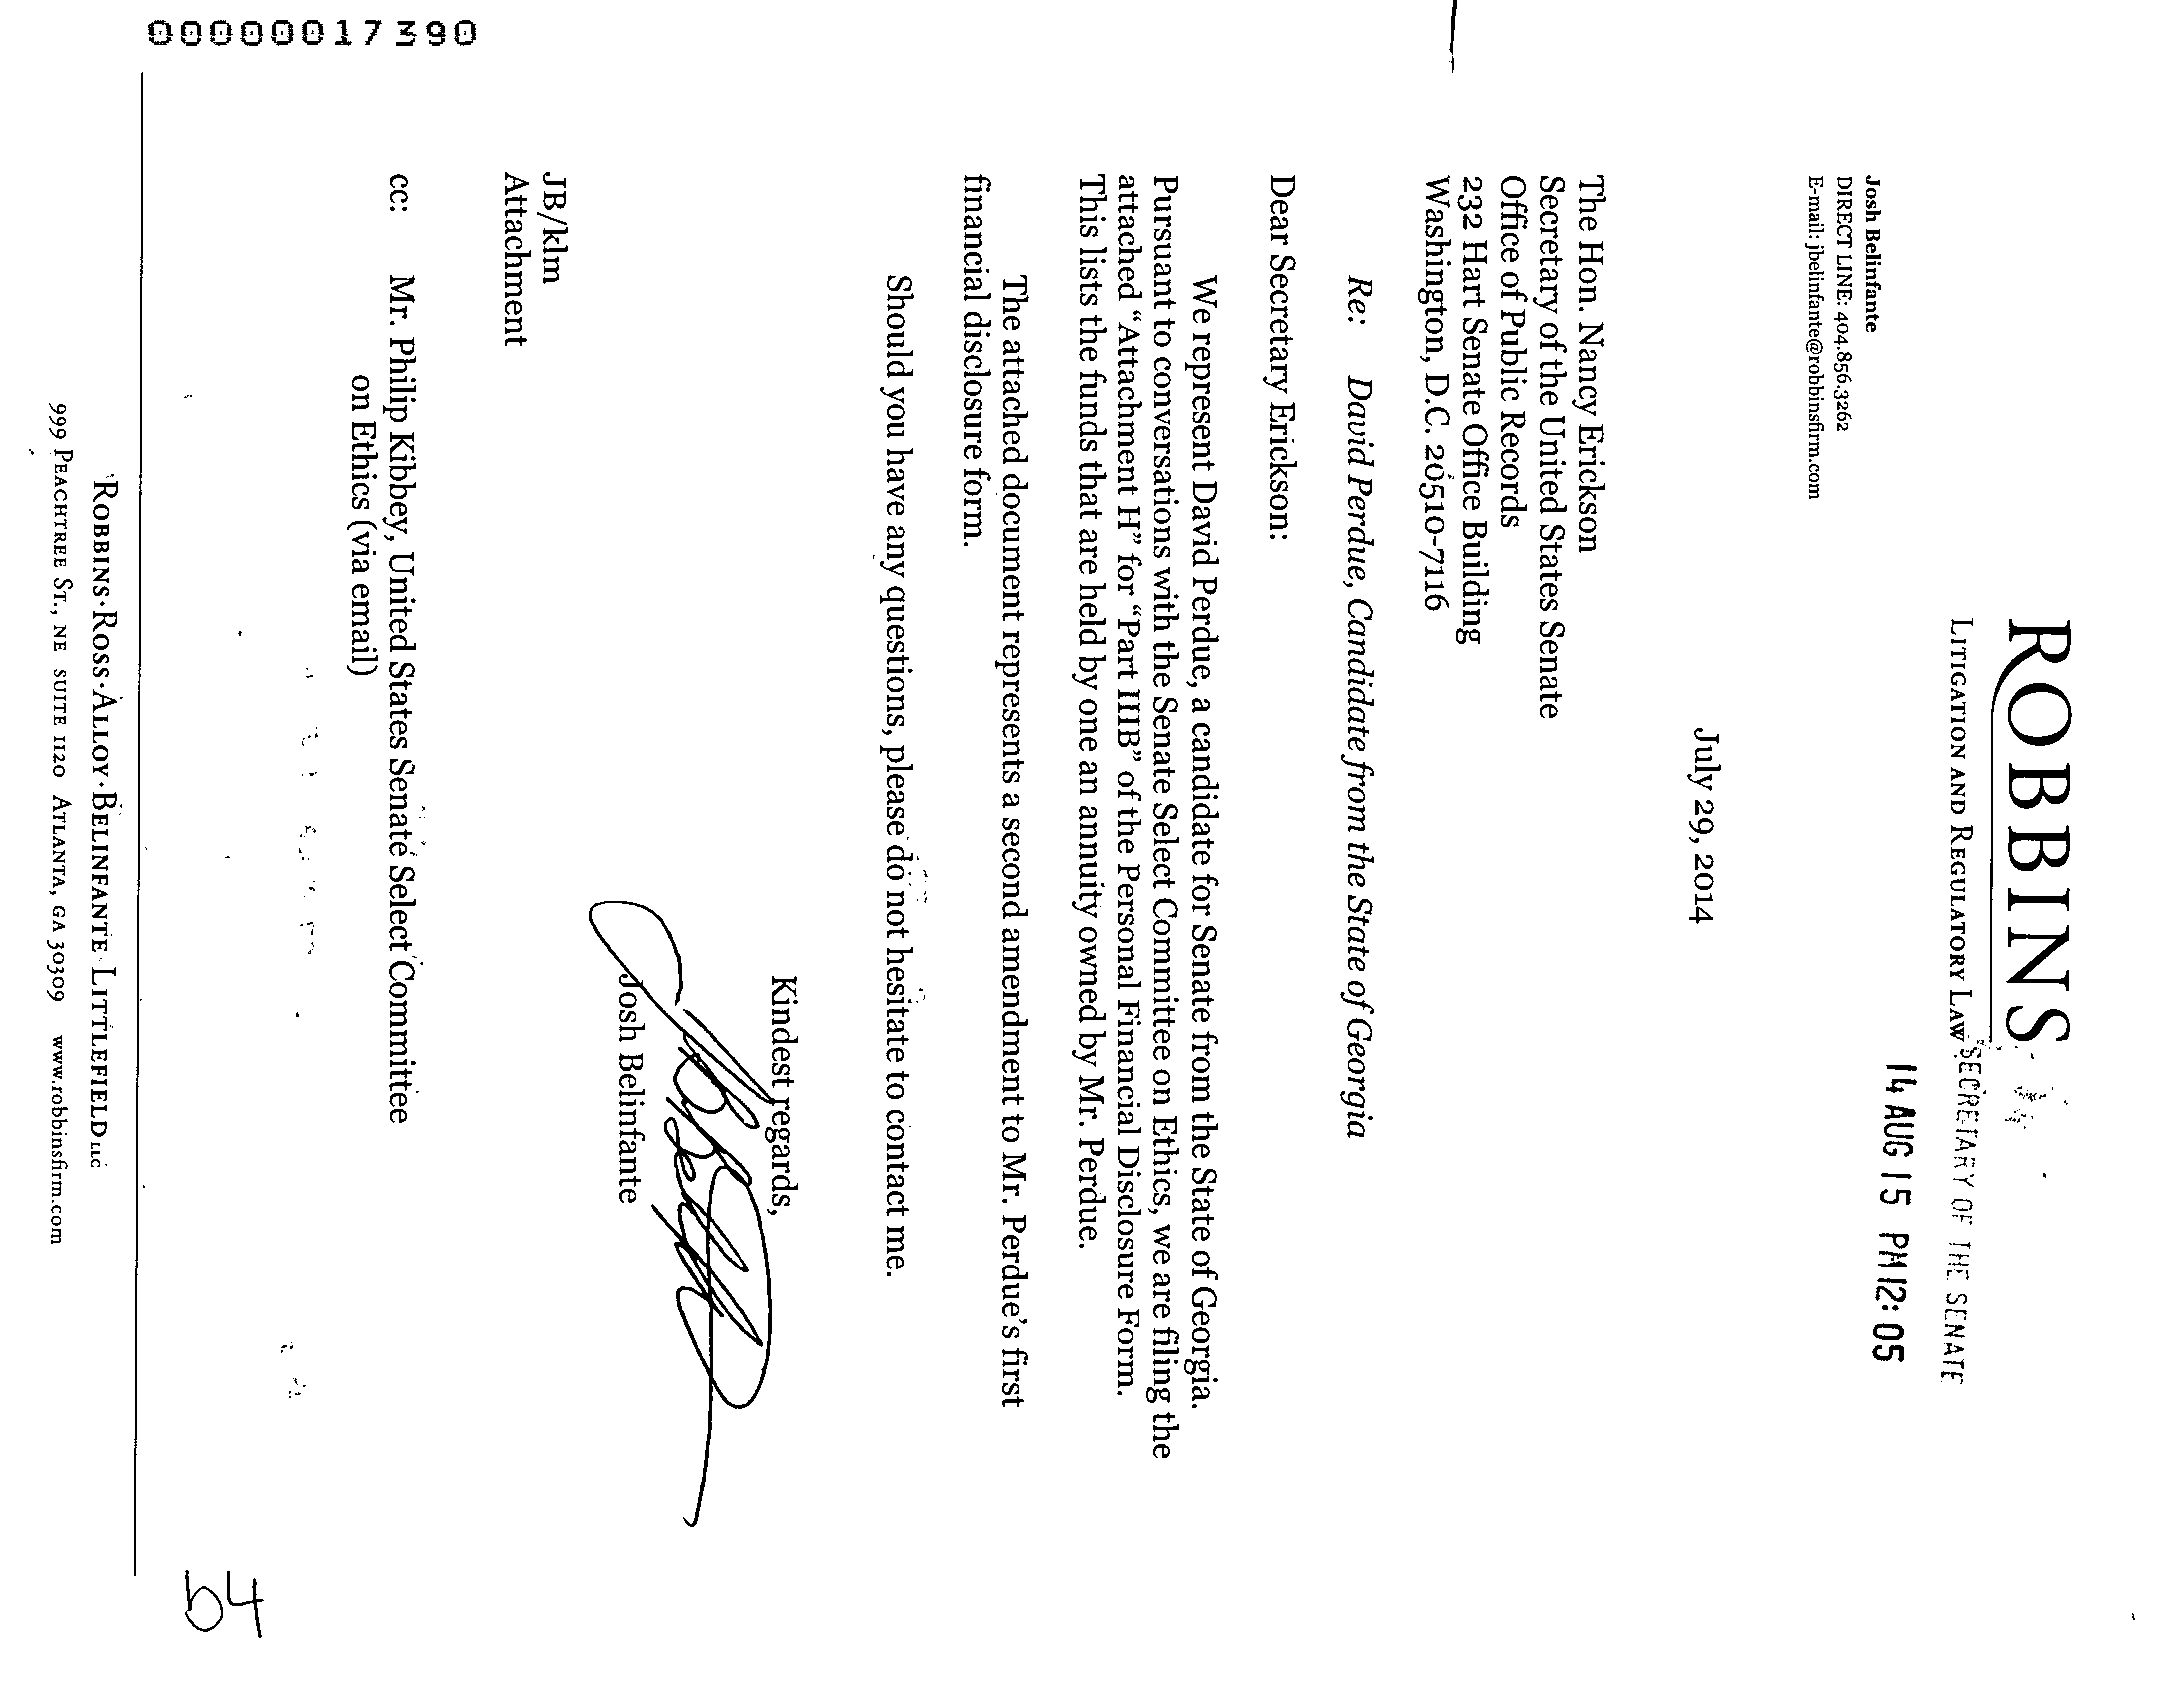 ROBBINS
LITIGATION AND REGULATORY LAW
SECRETARY OF THE SENATE
14 AUG 15 PM 12: 05
Josh Belinfante
DIRECT LINE: 404.856.3262
E-mail: jbelinfante@robbinsfirm.com
July 29, 2014
The Hon. Nancy Erickson
Secretary of the United States Senate
Office of Public Records
232 Hart Senate Office Building
Washington, D.C. 20510-7116
Re: David Perdue, Candidate from the State of Georgia
Dear Secretary Erickson:
We represent David Perdue, a candidate for Senate from the State of Georgia.
Pursuant to conversations with the Senate Select Committee on Ethics, we are filing the
attached “Attachment H” for “Part IIIB” of the Personal Financial Disclosure Form.
This lists the funds that are held by one an annuity owned by Mr. Perdue.
The attached document represents a second amendment to Mr. Perdue’s first
financial disclosure form.
Should you have any questions, please do not hesitate to contact me.
Kindest regards,
Josh Belinfante
JB/klm
Attachment
cc: Mr. Philip Kibbey, United States Senate Select Committee
on Ethics (via email)
b4
ROBBINS·ROSS·ALLOY·BELINFANTE·LITTLEFIELD LLC
999 PEACHTREE ST., NE SUITE 1120 ATLANTA, GA 30309 www.robbinsfirm.com
00000017390